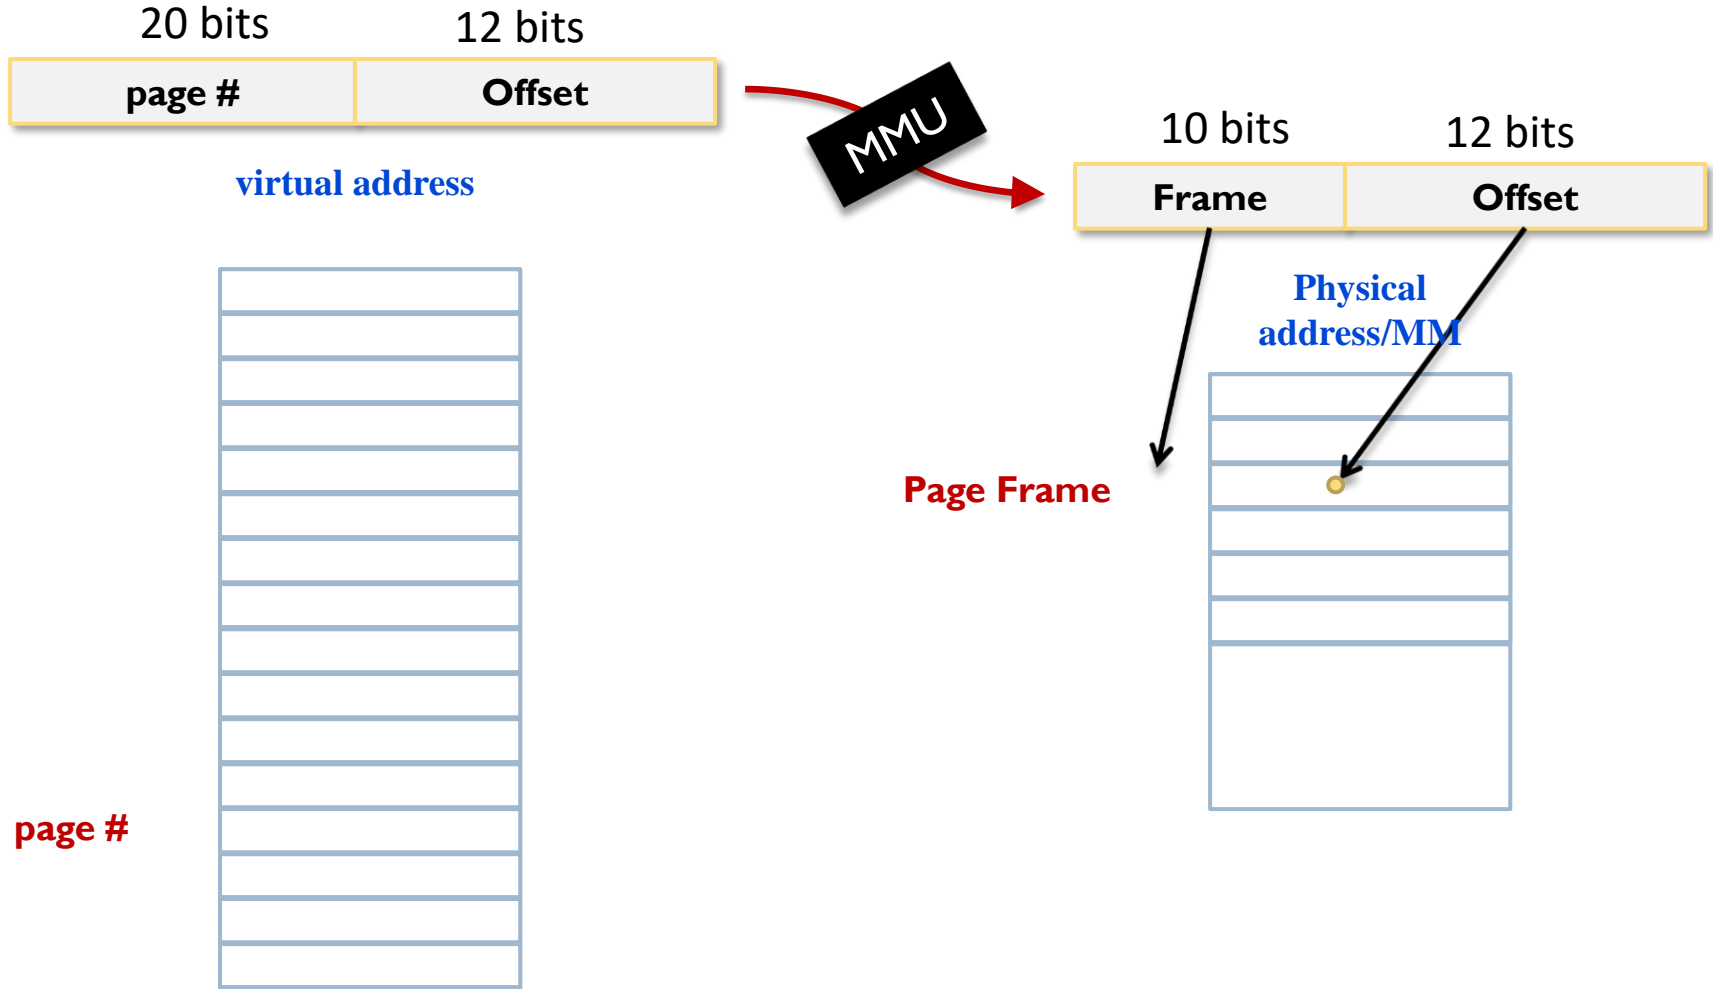 20 bits
12 bits
page #
Offset
virtual address
MMU
10 bits
12 bits
Frame
Offset
Physical
address/MM
Page Frame
page #